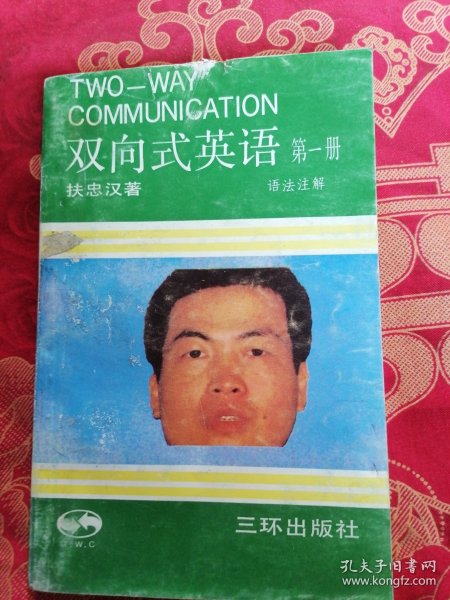 TWO-WAY
COMMUNICATION
双向式英语 第一册
扶忠汉著
语法注解
W.C
三环出版社
孔夫子旧书网
www.kongfz.com